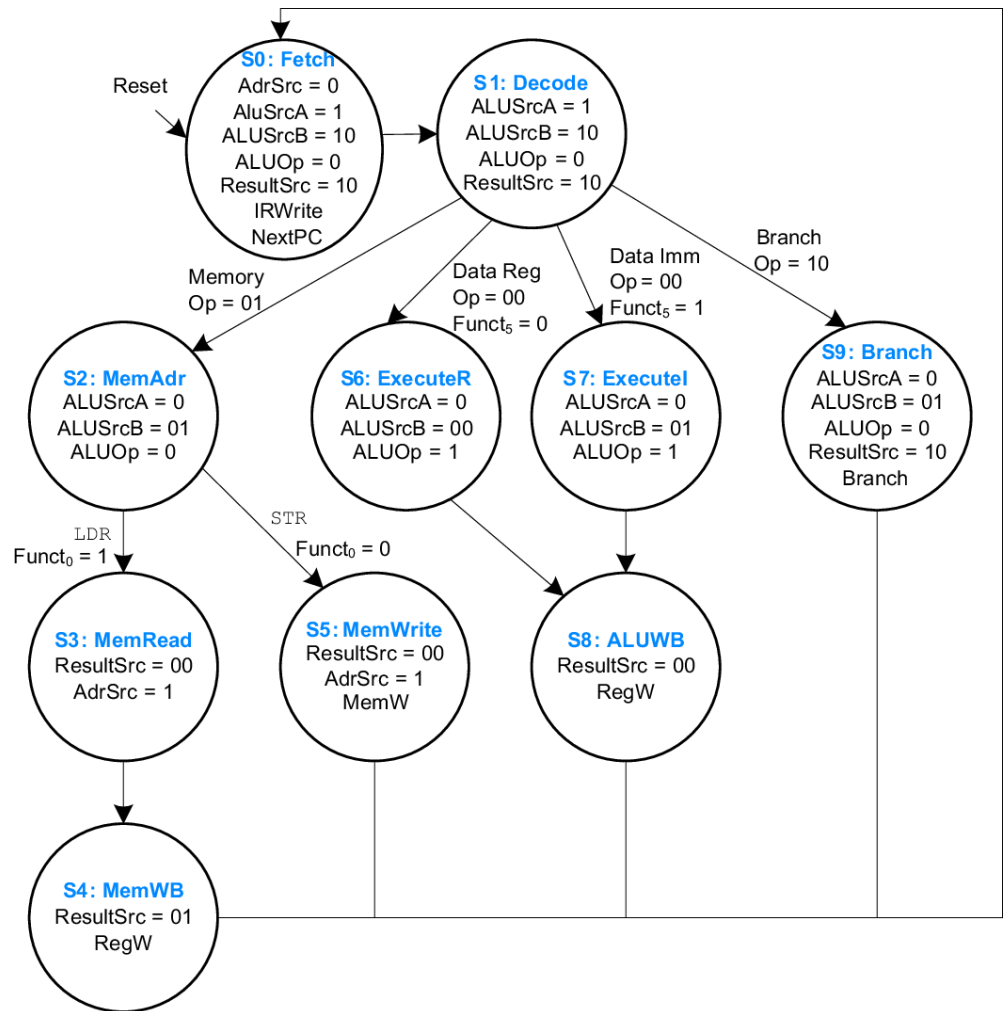 Reset
S0: Fetch
AdrSrc = 0
AluSrcA = 1
ALUSrcB = 10
ALUOp = 0
ResultSrc = 10
IRWrite
NextPC
S1: Decode
ALUSrcA = 1
ALUSrcB = 10
ALUOp = 0
ResultSrc = 10
Memory
Op = 01
Data Reg
Op = 00
Funct₅ = 0
Data Imm
Op = 00
Funct₅ = 1
Branch
Op = 10
S2: MemAdr
ALUSrcA = 0
ALUSrcB = 01
ALUOp = 0
S6: ExecuteR
ALUSrcA = 0
ALUSrcB = 00
ALUOp = 1
S7: ExecuteI
ALUSrcA = 0
ALUSrcB = 01
ALUOp = 1
S9: Branch
ALUSrcA = 0
ALUSrcB = 01
ALUOp = 0
ResultSrc = 10
Branch
LDR
Funct₀ = 1
STR
Funct₀ = 0
S3: MemRead
ResultSrc = 00
AdrSrc = 1
S5: MemWrite
ResultSrc = 00
AdrSrc = 1
MemW
S8: ALUWB
ResultSrc = 00
RegW
S4: MemWB
ResultSrc = 01
RegW